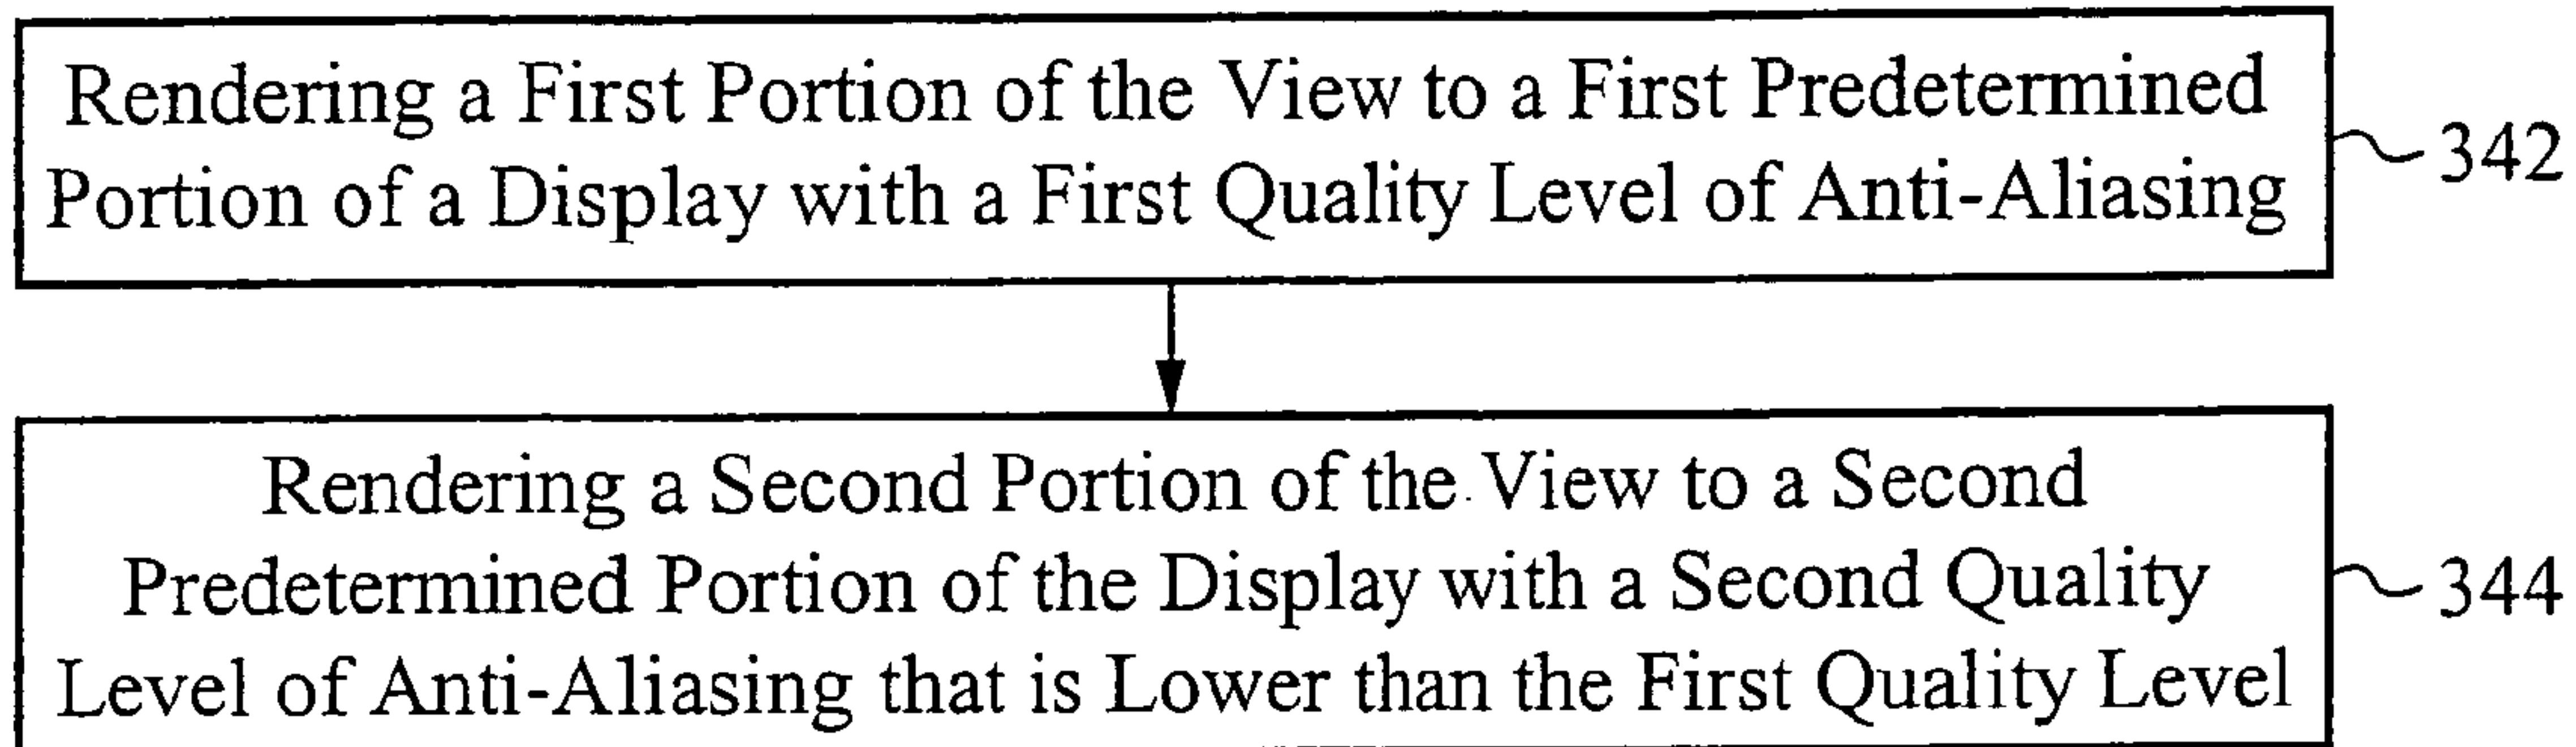 Rendering a First Portion of the View to a First Predetermined
Portion of a Display with a First Quality Level of Anti-Aliasing
342
Rendering a Second Portion of the View to a Second
Predetermined Portion of the Display with a Second Quality
Level of Anti-Aliasing that is Lower than the First Quality Level
344